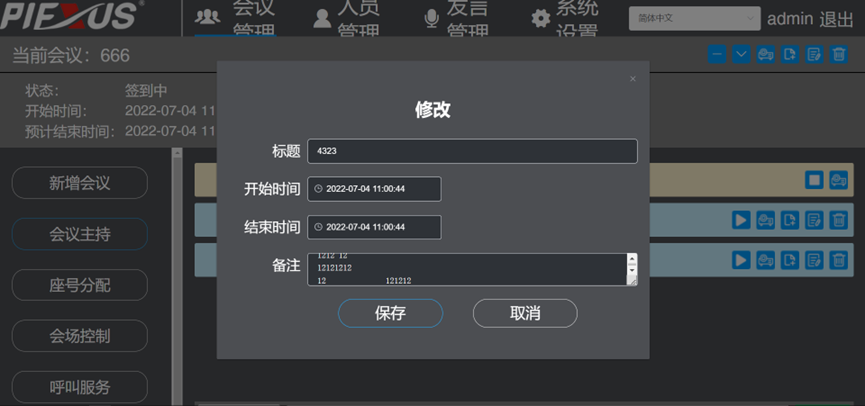 PIEXUS®
会议管理
人员管理
发言管理
系统设置
简体中文
admin 退出
当前会议：666
状态： 签到中
开始时间： 2022-07-04 11
预计结束时间： 2022-07-04 11
新增会议
会议主持
座号分配
会场控制
呼叫服务
×
修改
标题 4323
开始时间 2022-07-04 11:00:44
结束时间 2022-07-04 11:00:44
备注
1212 12
12121212
12 121212
保存 取消